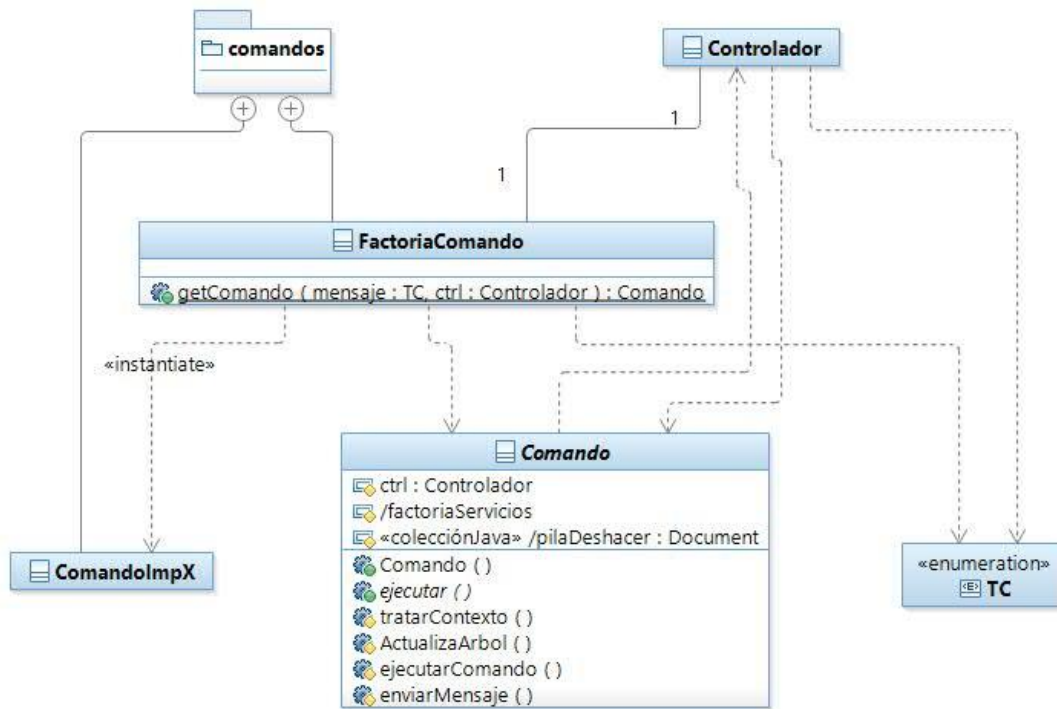 comandos
Controlador
1
1
FactoriaComando
getComando ( mensaje : TC, ctrl : Controlador ) : Comando
«instantiate»
Comando
ctrl : Controlador
/factoriaServicios
«colecciónJava» /pilaDeshacer : Document
Comando ( )
ejecutar ( )
tratarContexto ( )
ActualizaArbol ( )
ejecutarComando ( )
enviarMensaje ( )
ComandoImpX
«enumeration»
<E> TC